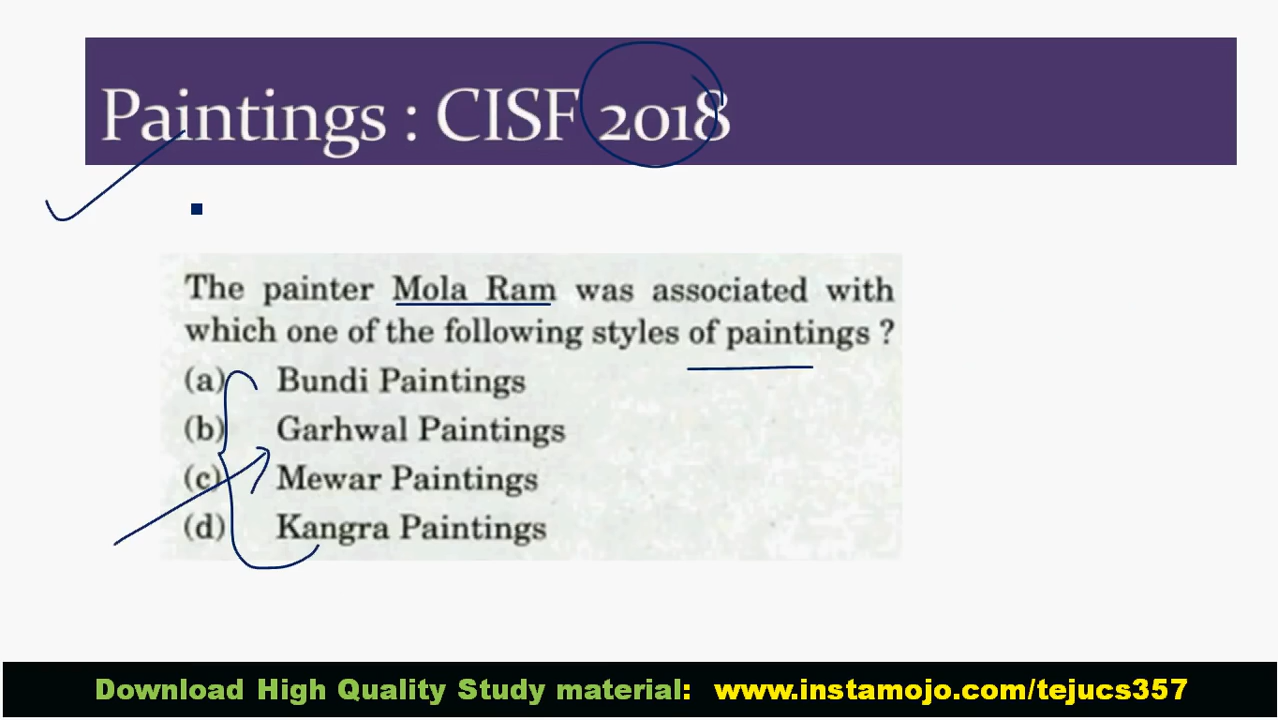 Paintings : CISF 2018
The painter Mola Ram was associated with
which one of the following styles of paintings ?
(a) Bundi Paintings
(b) Garhwal Paintings
(c) Mewar Paintings
(d) Kangra Paintings
Download High Quality Study material: www.instamojo.com/tejucs357